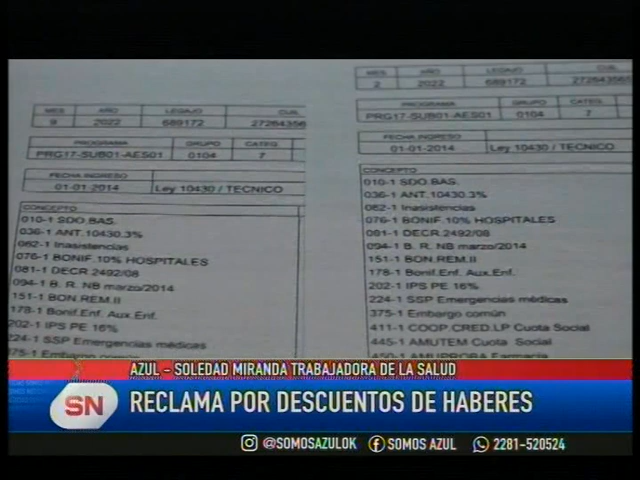 MES AÑO LEGAJO CUIL
9 2022 689172
PROGRAMA GRUPO CATEG
PRG17-SUB01-AES01 0104 7
FECHA INGRESO
01-01-2014 Ley 10430 / TECNICO
CONCEPTO
010-1 SDO.BAS.
036-1 ANT.10430.3%
062-1 Inasistencias
076-1 BONIF.10% HOSPITALES
081-1 DECR.2492/08
094-1 B. R. NB marzo/2014
151-1 BON.REM.II
178-1 Bonif.Enf. Aux.Enf.
202-1 IPS PE 16%
224-1 SSP Emergencias médicas
375-1 Embargo común
MES AÑO LEGAJO CUIL
2 2022 689172
PROGRAMA GRUPO CATEG
PRG17-SUB01-AES01 0104 7
FECHA INGRESO
01-01-2014 Ley 10430 / TECNICO
CONCEPTO
010-1 SDO.BAS.
036-1 ANT.10430.3%
062-1 Inasistencias
076-1 BONIF.10% HOSPITALES
081-1 DECR.2492/08
094-1 B. R. NB marzo/2014
151-1 BON.REM.II
178-1 Bonif.Enf. Aux.Enf.
202-1 IPS PE 16%
224-1 SSP Emergencias médicas
375-1 Embargo común
411-1 COOP.CRED.LP Cuota Social
445-1 AMUTEM Cuota Social
450-1 AMUPROBA Farmacia
AZUL - SOLEDAD MIRANDA TRABAJADORA DE LA SALUD
SN
RECLAMA POR DESCUENTOS DE HABERES
@SOMOSAZULOK SOMOS AZUL 2281-520524